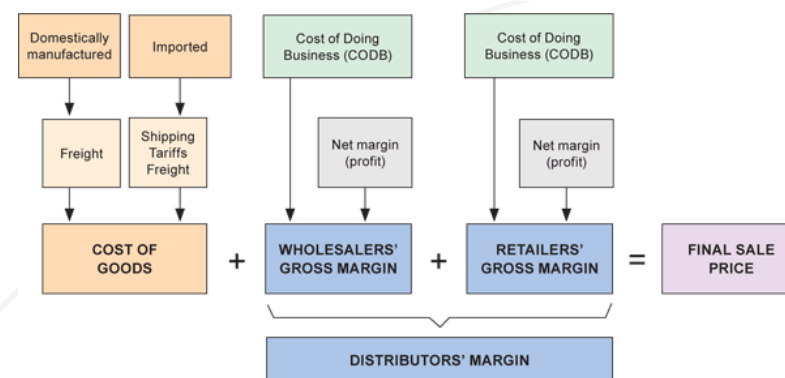 Domestically
manufactured
Imported
Cost of Doing
Business (CODB)
Cost of Doing
Business (CODB)
Freight
Shipping
Tariffs
Freight
Net margin
(profit)
Net margin
(profit)
COST OF
GOODS
+
WHOLESALERS'
GROSS MARGIN
+
RETAILERS'
GROSS MARGIN
=
FINAL SALE
PRICE
DISTRIBUTORS' MARGIN